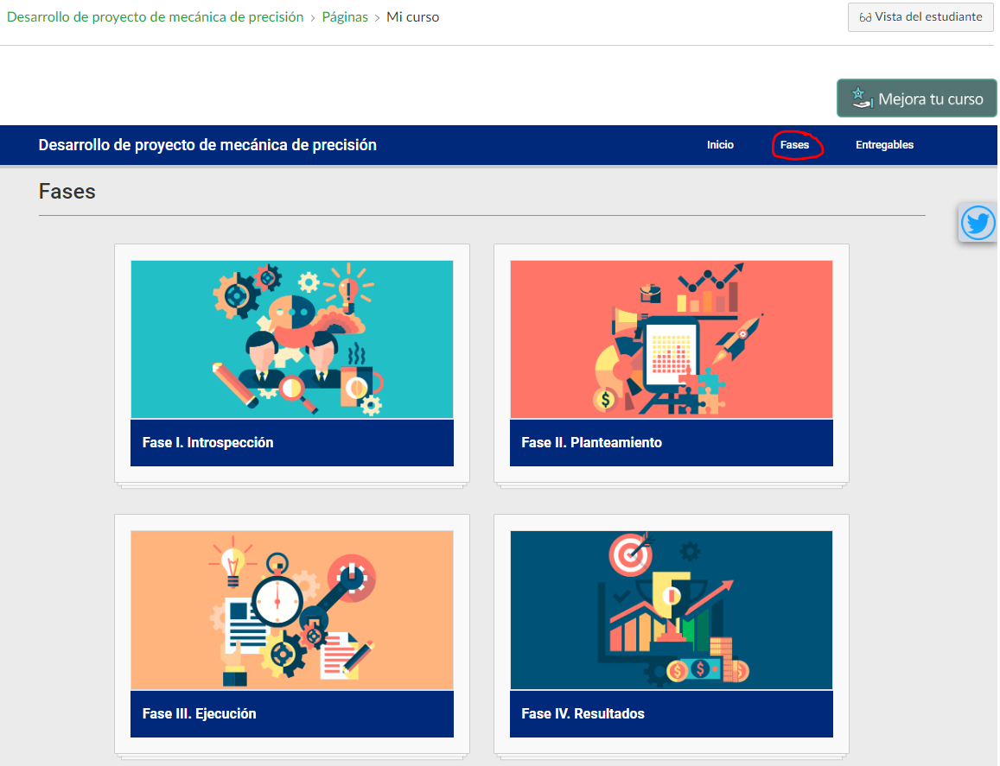 Desarrollo de proyecto de mecánica de precisión › Páginas › Mi curso
Vista del estudiante
Mejora tu curso
Desarrollo de proyecto de mecánica de precisión
Inicio
Fases
Entregables
Fases
Fase I. Introspección
Fase II. Planteamiento
Fase III. Ejecución
Fase IV. Resultados